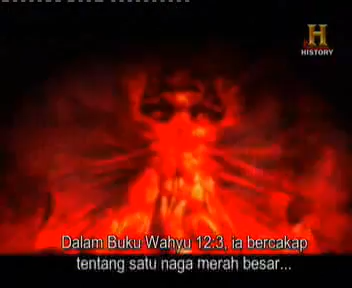 H
HISTORY
Dalam Buku Wahyu 12:3, ia bercakap
tentang satu naga merah besar...